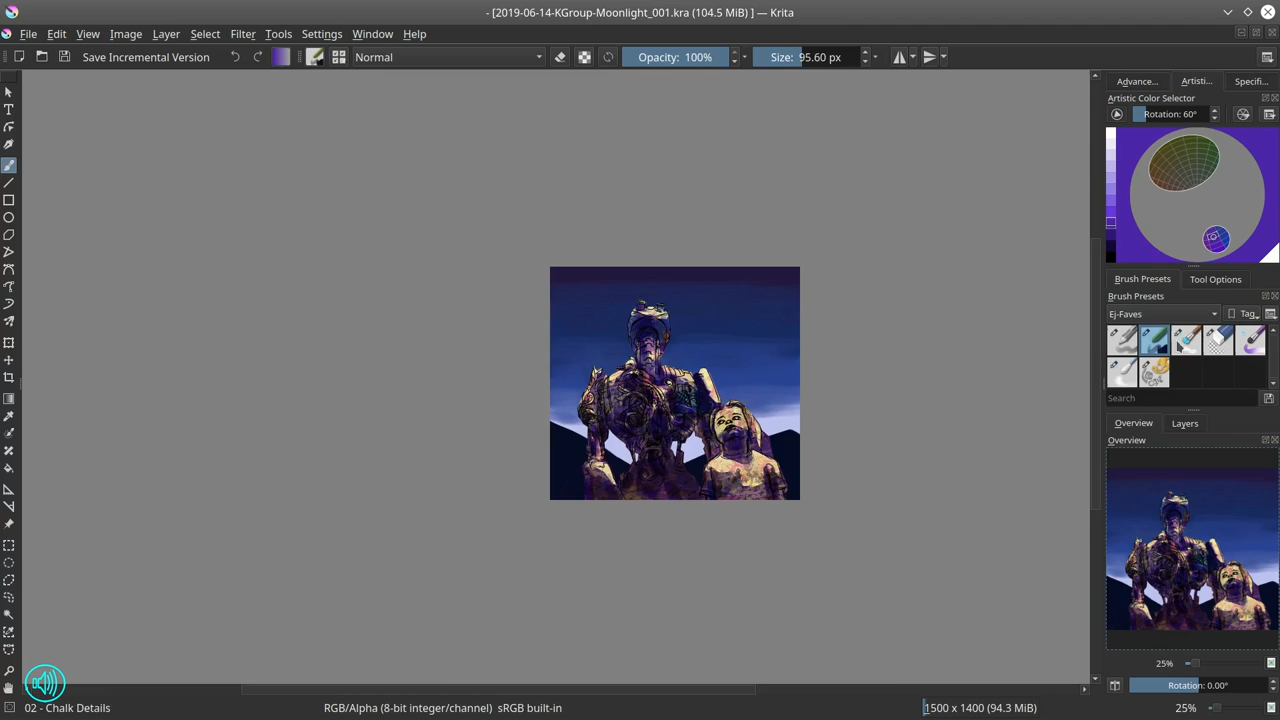 - [2019-06-14-KGroup-Moonlight_001.kra (104.5 MiB) ] — Krita
File Edit View Image Layer Select Filter Tools Settings Window Help
Save Incremental Version Normal Opacity: 100% Size: 95.60 px
Advance... Artisti... Specifi...
Artistic Color Selector
Rotation: 60°
Brush Presets Tool Options
Brush Presets
Ej-Faves Tag
Search
Overview Layers
Overview
25%
Rotation: 0.00°
02 - Chalk Details RGB/Alpha (8-bit integer/channel) sRGB built-in 1500 x 1400 (94.3 MiB) 25%